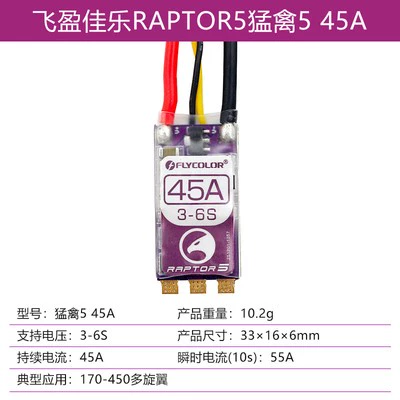 飞盈佳乐RAPTOR5猛禽5 45A
FLYCOLOR®
45A
3-6S
RAPTOR 5
型号：猛禽5 45A 产品重量：10.2g
支持电压：3-6S 产品尺寸：33×16×6mm
持续电流：45A 瞬时电流(10s)：55A
典型应用：170-450多旋翼